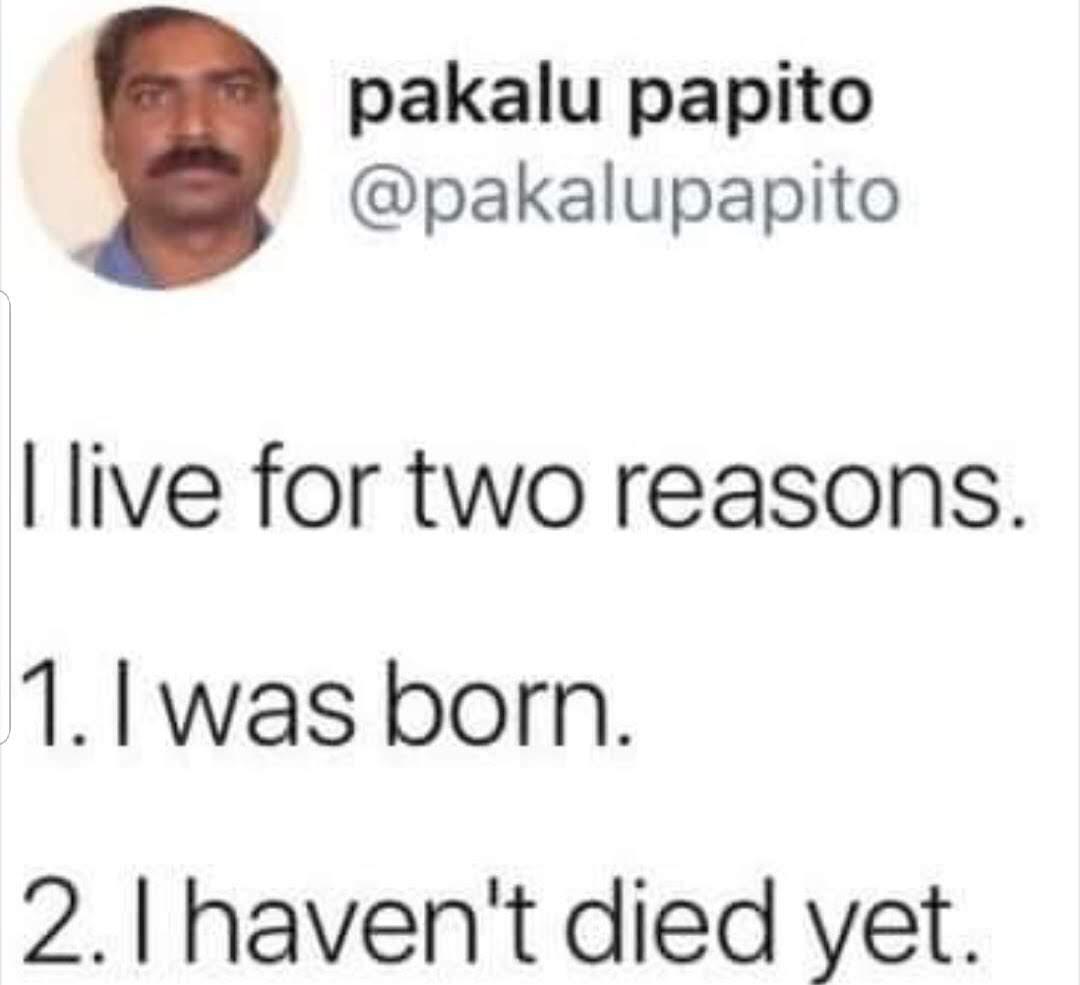 pakalu papito
@pakalupapito
I live for two reasons.
1. I was born.
2. I haven't died yet.